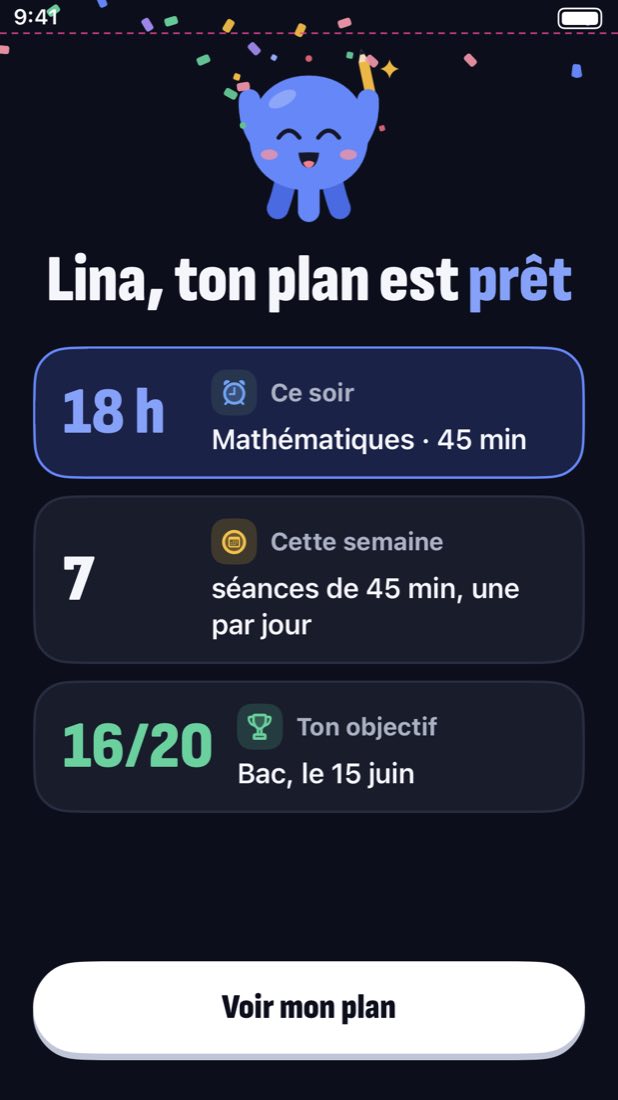 9:41
Lina, ton plan est prêt
18 h
Ce soir
Mathématiques · 45 min
7
Cette semaine
séances de 45 min, une
par jour
16/20
Ton objectif
Bac, le 15 juin
Voir mon plan